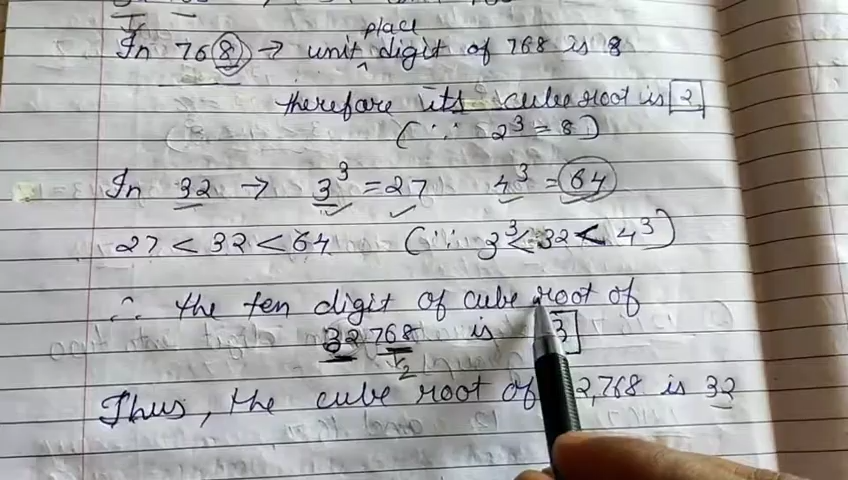 place
In 768 → unit ^ digit of 768 is 8
therefore its cube root is 2
(∵ 2³ = 8)
In 32 → 3³ = 27 4³ = 64
27 < 32 < 64 (∵ 3³ < 32 < 4³)
∴ the ten digit of cube root of
32 768 is 3
2
Thus, the cube root of 2,768 is 32